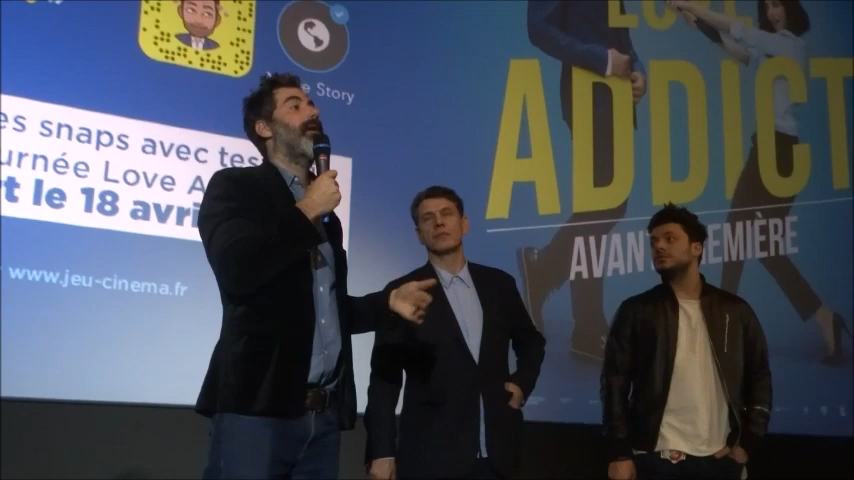 Story
es snaps avec tes
urnée Love A
t le 18 avri
www.jeu-cinema.fr
LOVE
ADDICT
AVANT PREMIÈRE